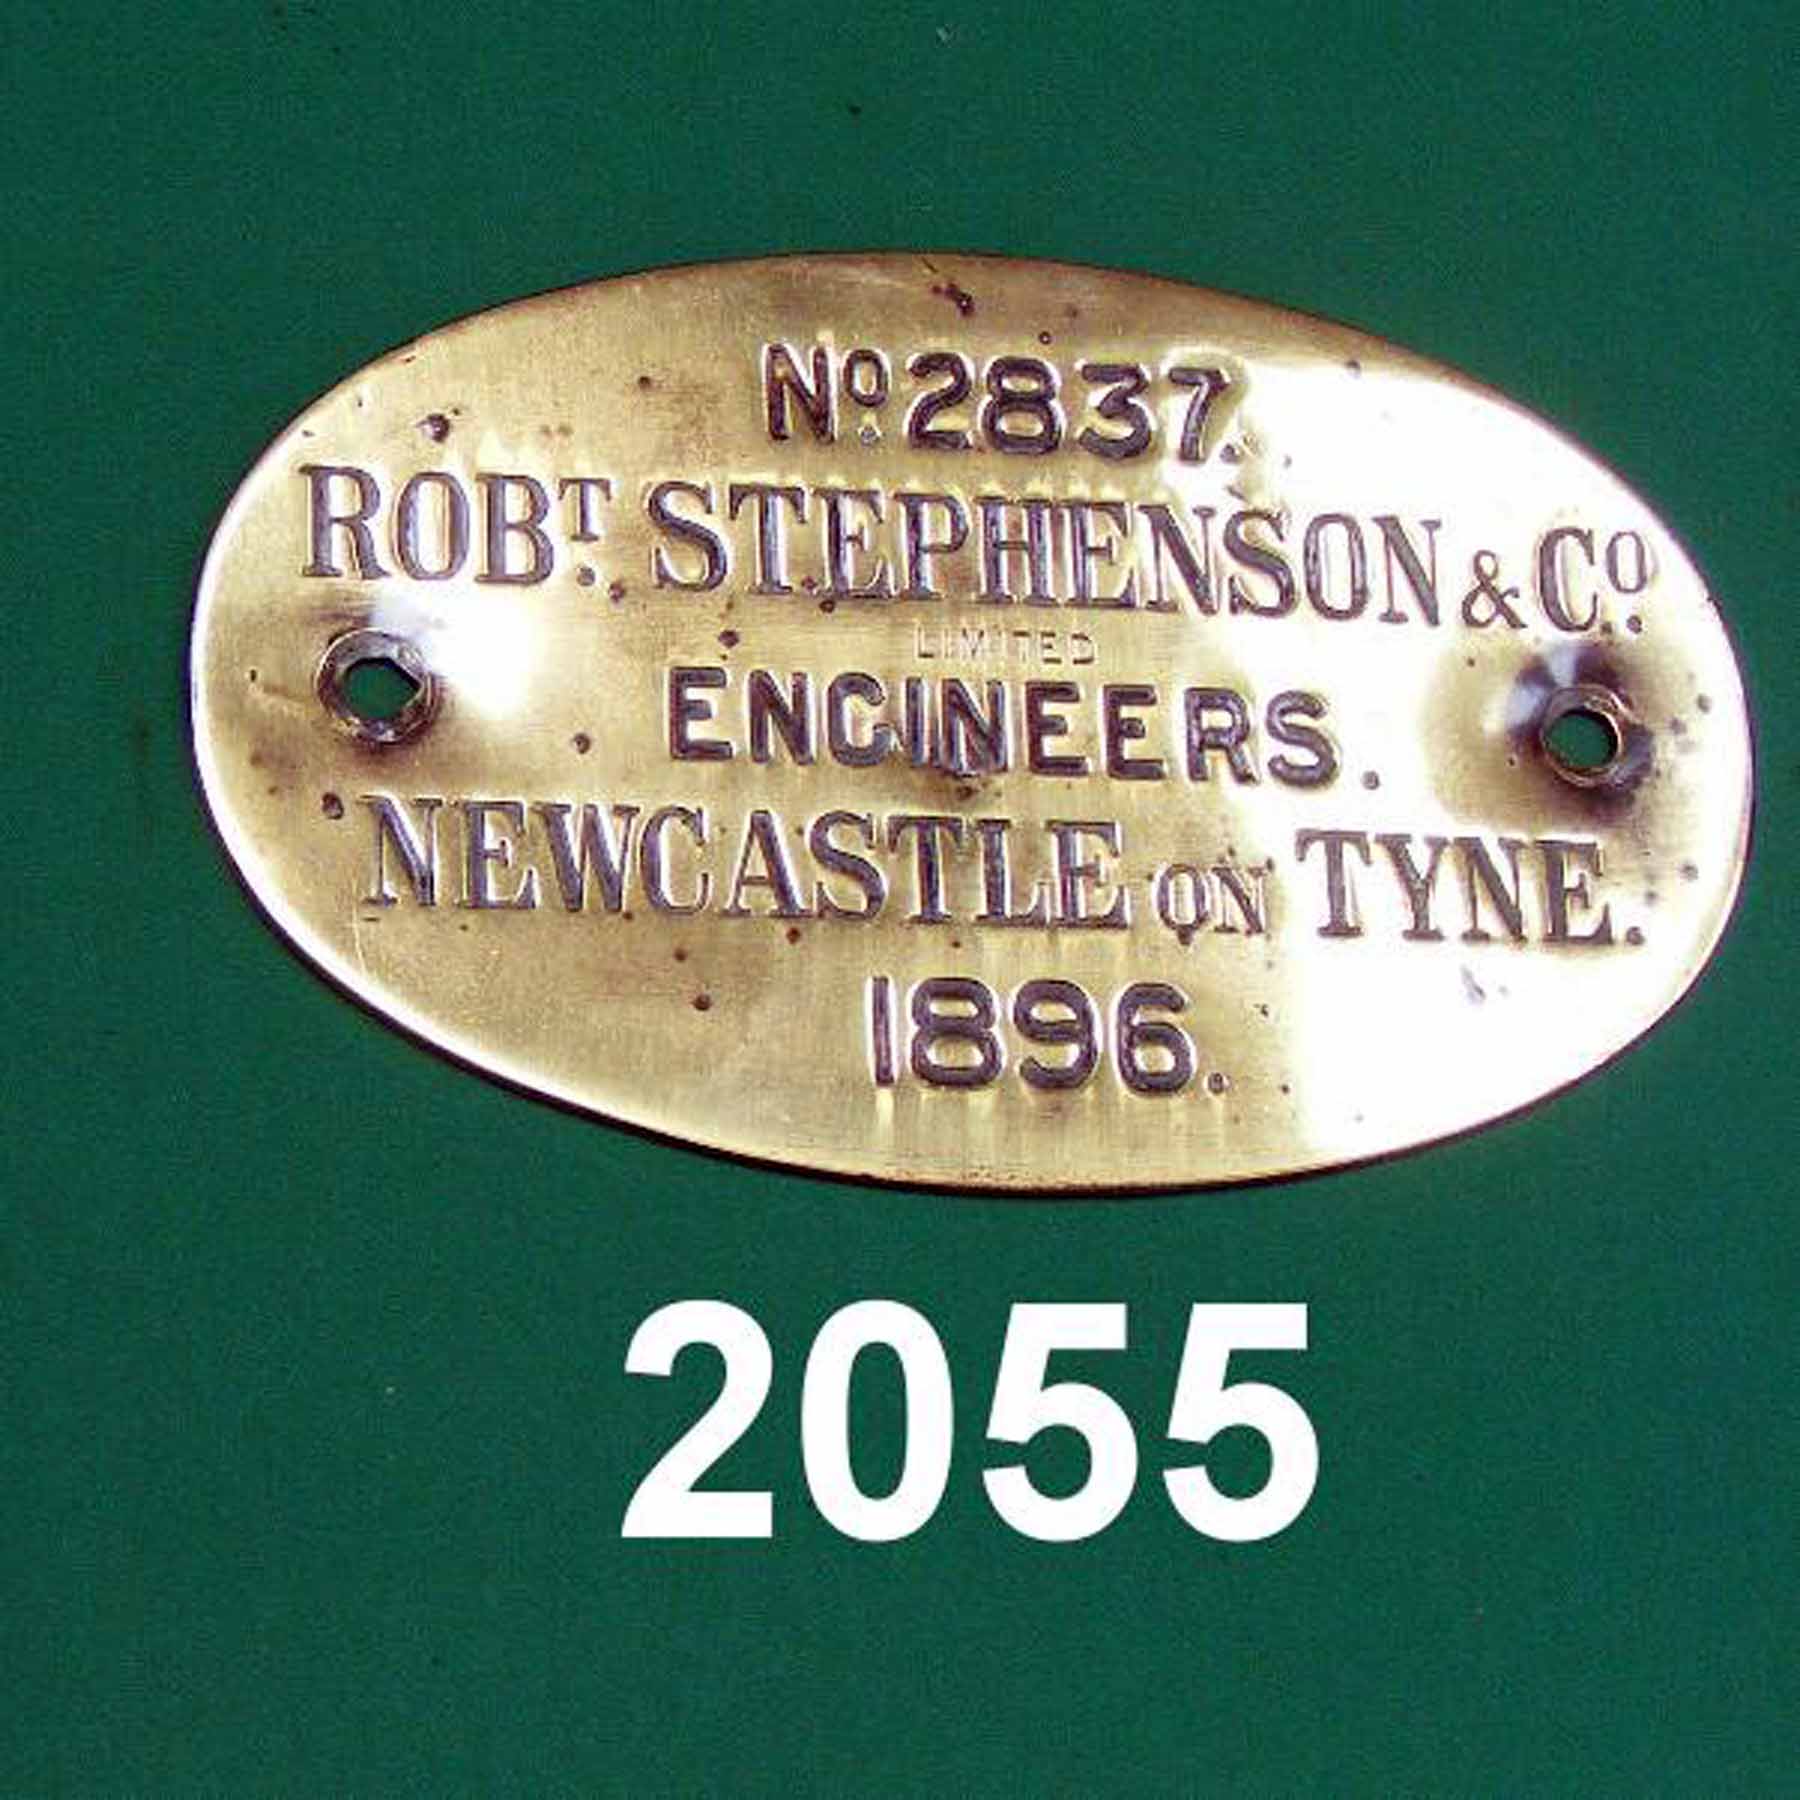 Nº 2837.
ROBT STEPHENSON & Cº.
LIMITED
ENGINEERS.
NEWCASTLE ON TYNE.
1896.
2055